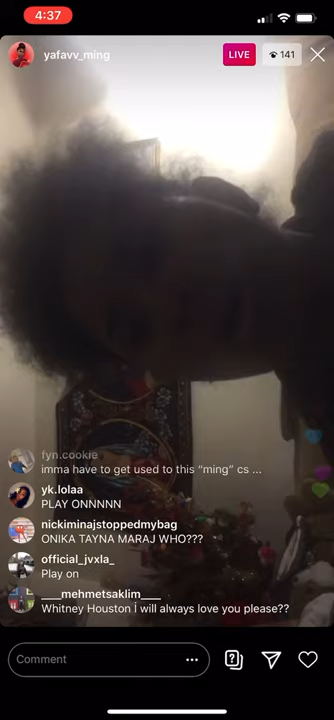 4:37
yafavv_ming
LIVE
141
fyn.cookie
imma have to get used to this “ming” cs ...
yk.lolaa
PLAY ONNNNN
nickiminajstoppedmybag
ONIKA TAYNA MARAJ WHO???
official_jvxla_
Play on
____mehmetsaklim____
Whitney Houston İ will always love you please??
Comment